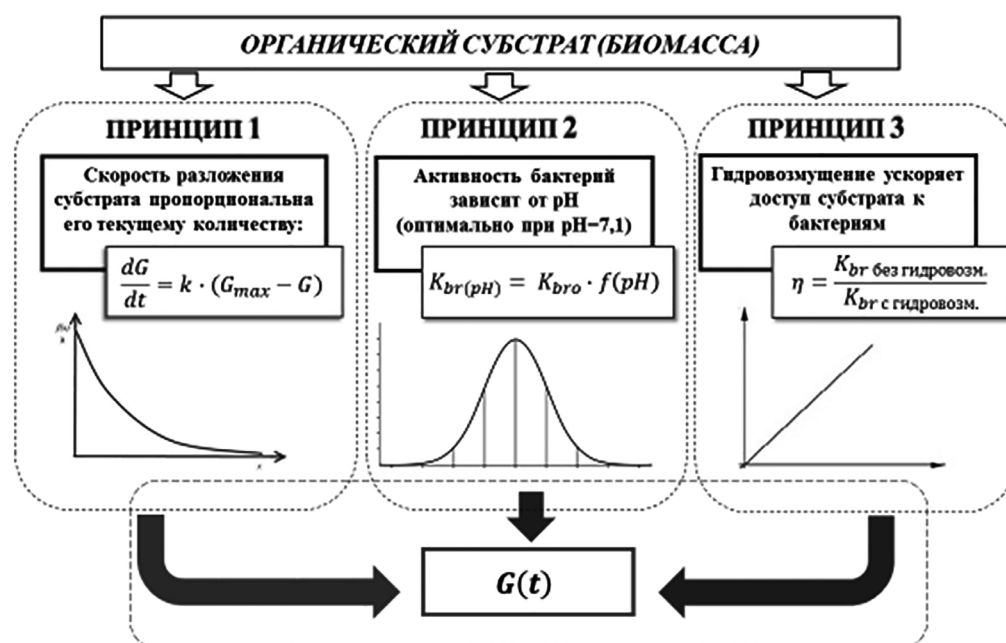 ОРГАНИЧЕСКИЙ СУБСТРАТ (БИОМАССА)
ПРИНЦИП 1
Скорость разложения
субстрата пропорциональна
его текущему количеству:
dG/dt = k · (G_max − G)
k
x
ПРИНЦИП 2
Активность бактерий
зависит от pH
(оптимально при pH=7,1)
K_br(pH) = K_bro · f(pH)
ПРИНЦИП 3
Гидровозмущение ускоряет
доступ субстрата к
бактериям
η = K_br без гидровозм. / K_br с гидровозм.
G(t)